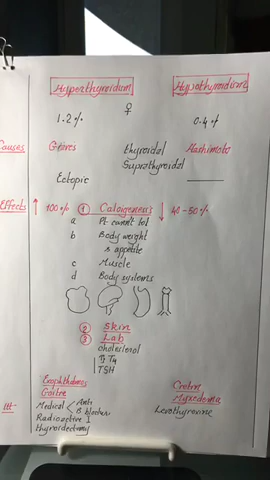 Hyperthyroidism Hypothyroidism
♀
1.2% 0.4%
Causes Graves thyroidal Hashimoto
Suprathyroidal
Ectopic
Effects ↑ 100% ① Calorigenesis ↓ 40-50%
a Pt can't tol
b Body weight
& appetite
c Muscle
d Body systems
② Skin
③ Lab
cholesterol
T3 T4
TSH
Exophthalmos Cretin
Goitre Myxedema
ttt Medical Anti Levothyroxine
B blocker
Radioactive I
thyroidectomy